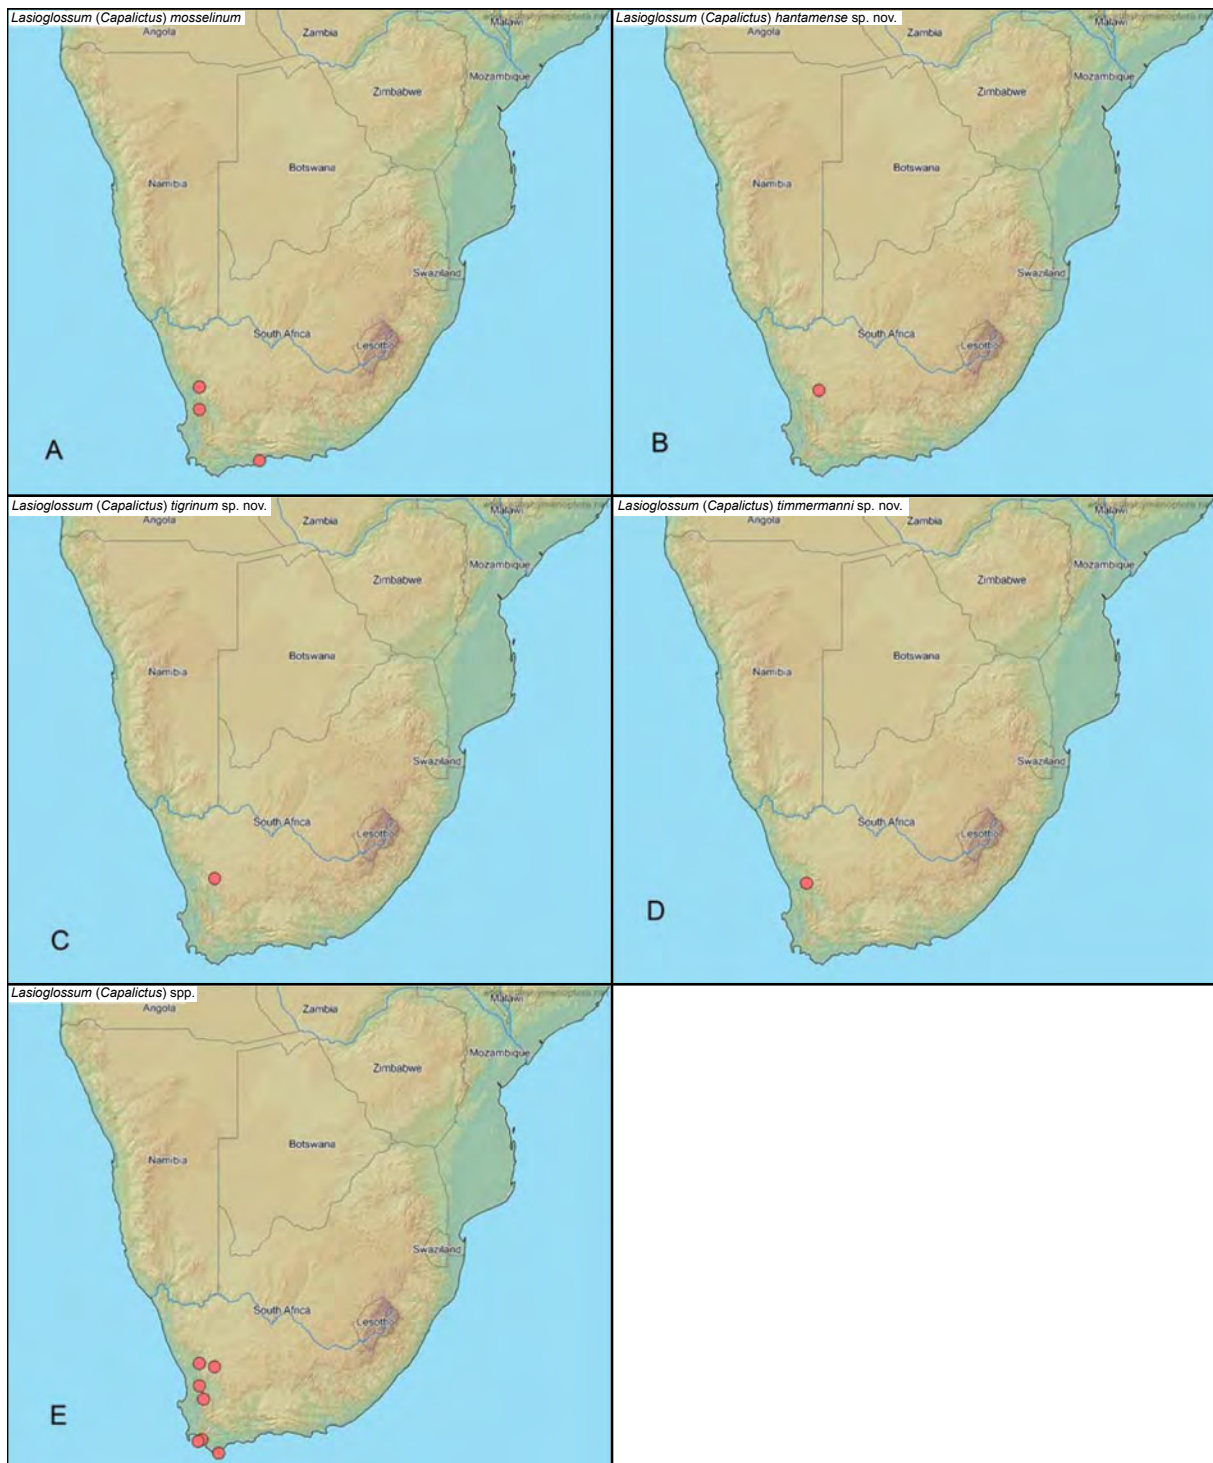 Lasioglossum (Capalictus) mosselinum
Malawi
Angola
Zambia
Mozambique
Zimbabwe
Botswana
Namibia
Swaziland
South Africa
Lesotho
A
Lasioglossum (Capalictus) hantamense sp. nov.
Malawi
Angola
Zambia
Mozambique
Zimbabwe
Botswana
Namibia
Swaziland
South Africa
Lesotho
B
Lasioglossum (Capalictus) tigrinum sp. nov.
Malawi
Angola
Zambia
Mozambique
Zimbabwe
Botswana
Namibia
Swaziland
South Africa
Lesotho
C
Lasioglossum (Capalictus) timmermanni sp. nov.
Malawi
Angola
Zambia
Mozambique
Zimbabwe
Botswana
Namibia
Swaziland
South Africa
Lesotho
D
Lasioglossum (Capalictus) spp.
Malawi
Angola
Zambia
Mozambique
Zimbabwe
Botswana
Namibia
Swaziland
South Africa
Lesotho
E